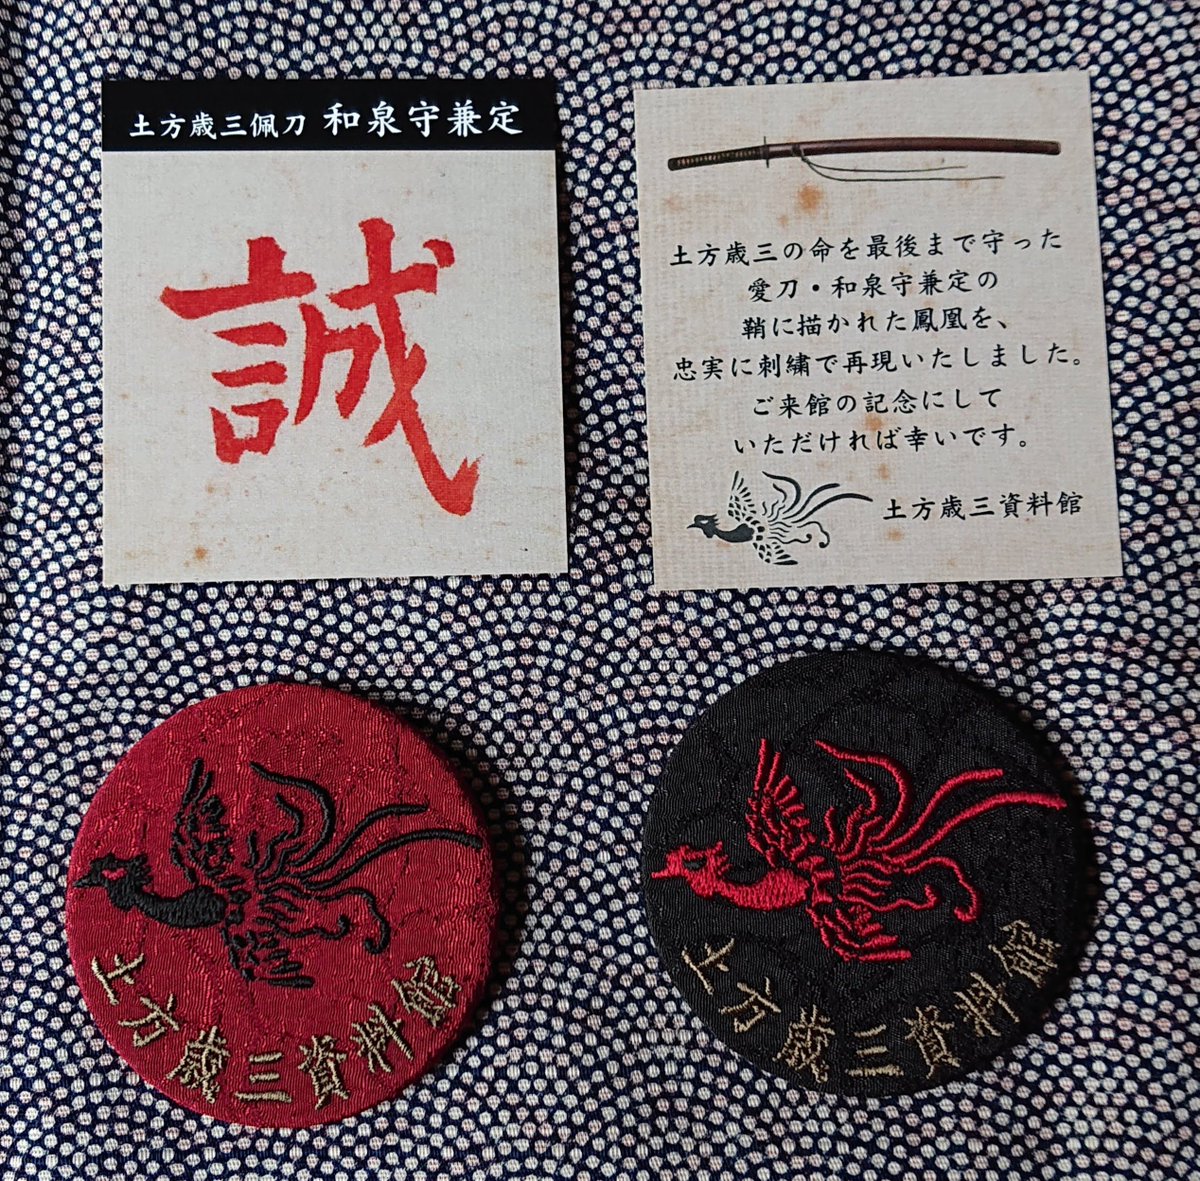 土方歳三佩刀 和泉守兼定
誠
土方歳三の命を最後まで守った
愛刀・和泉守兼定の
鞘に描かれた鳳凰を、
忠実に刺繍で再現いたしました。
ご来館の記念にして
いただければ幸いです。
土方歳三資料館
土方歳三資料館
土方歳三資料館